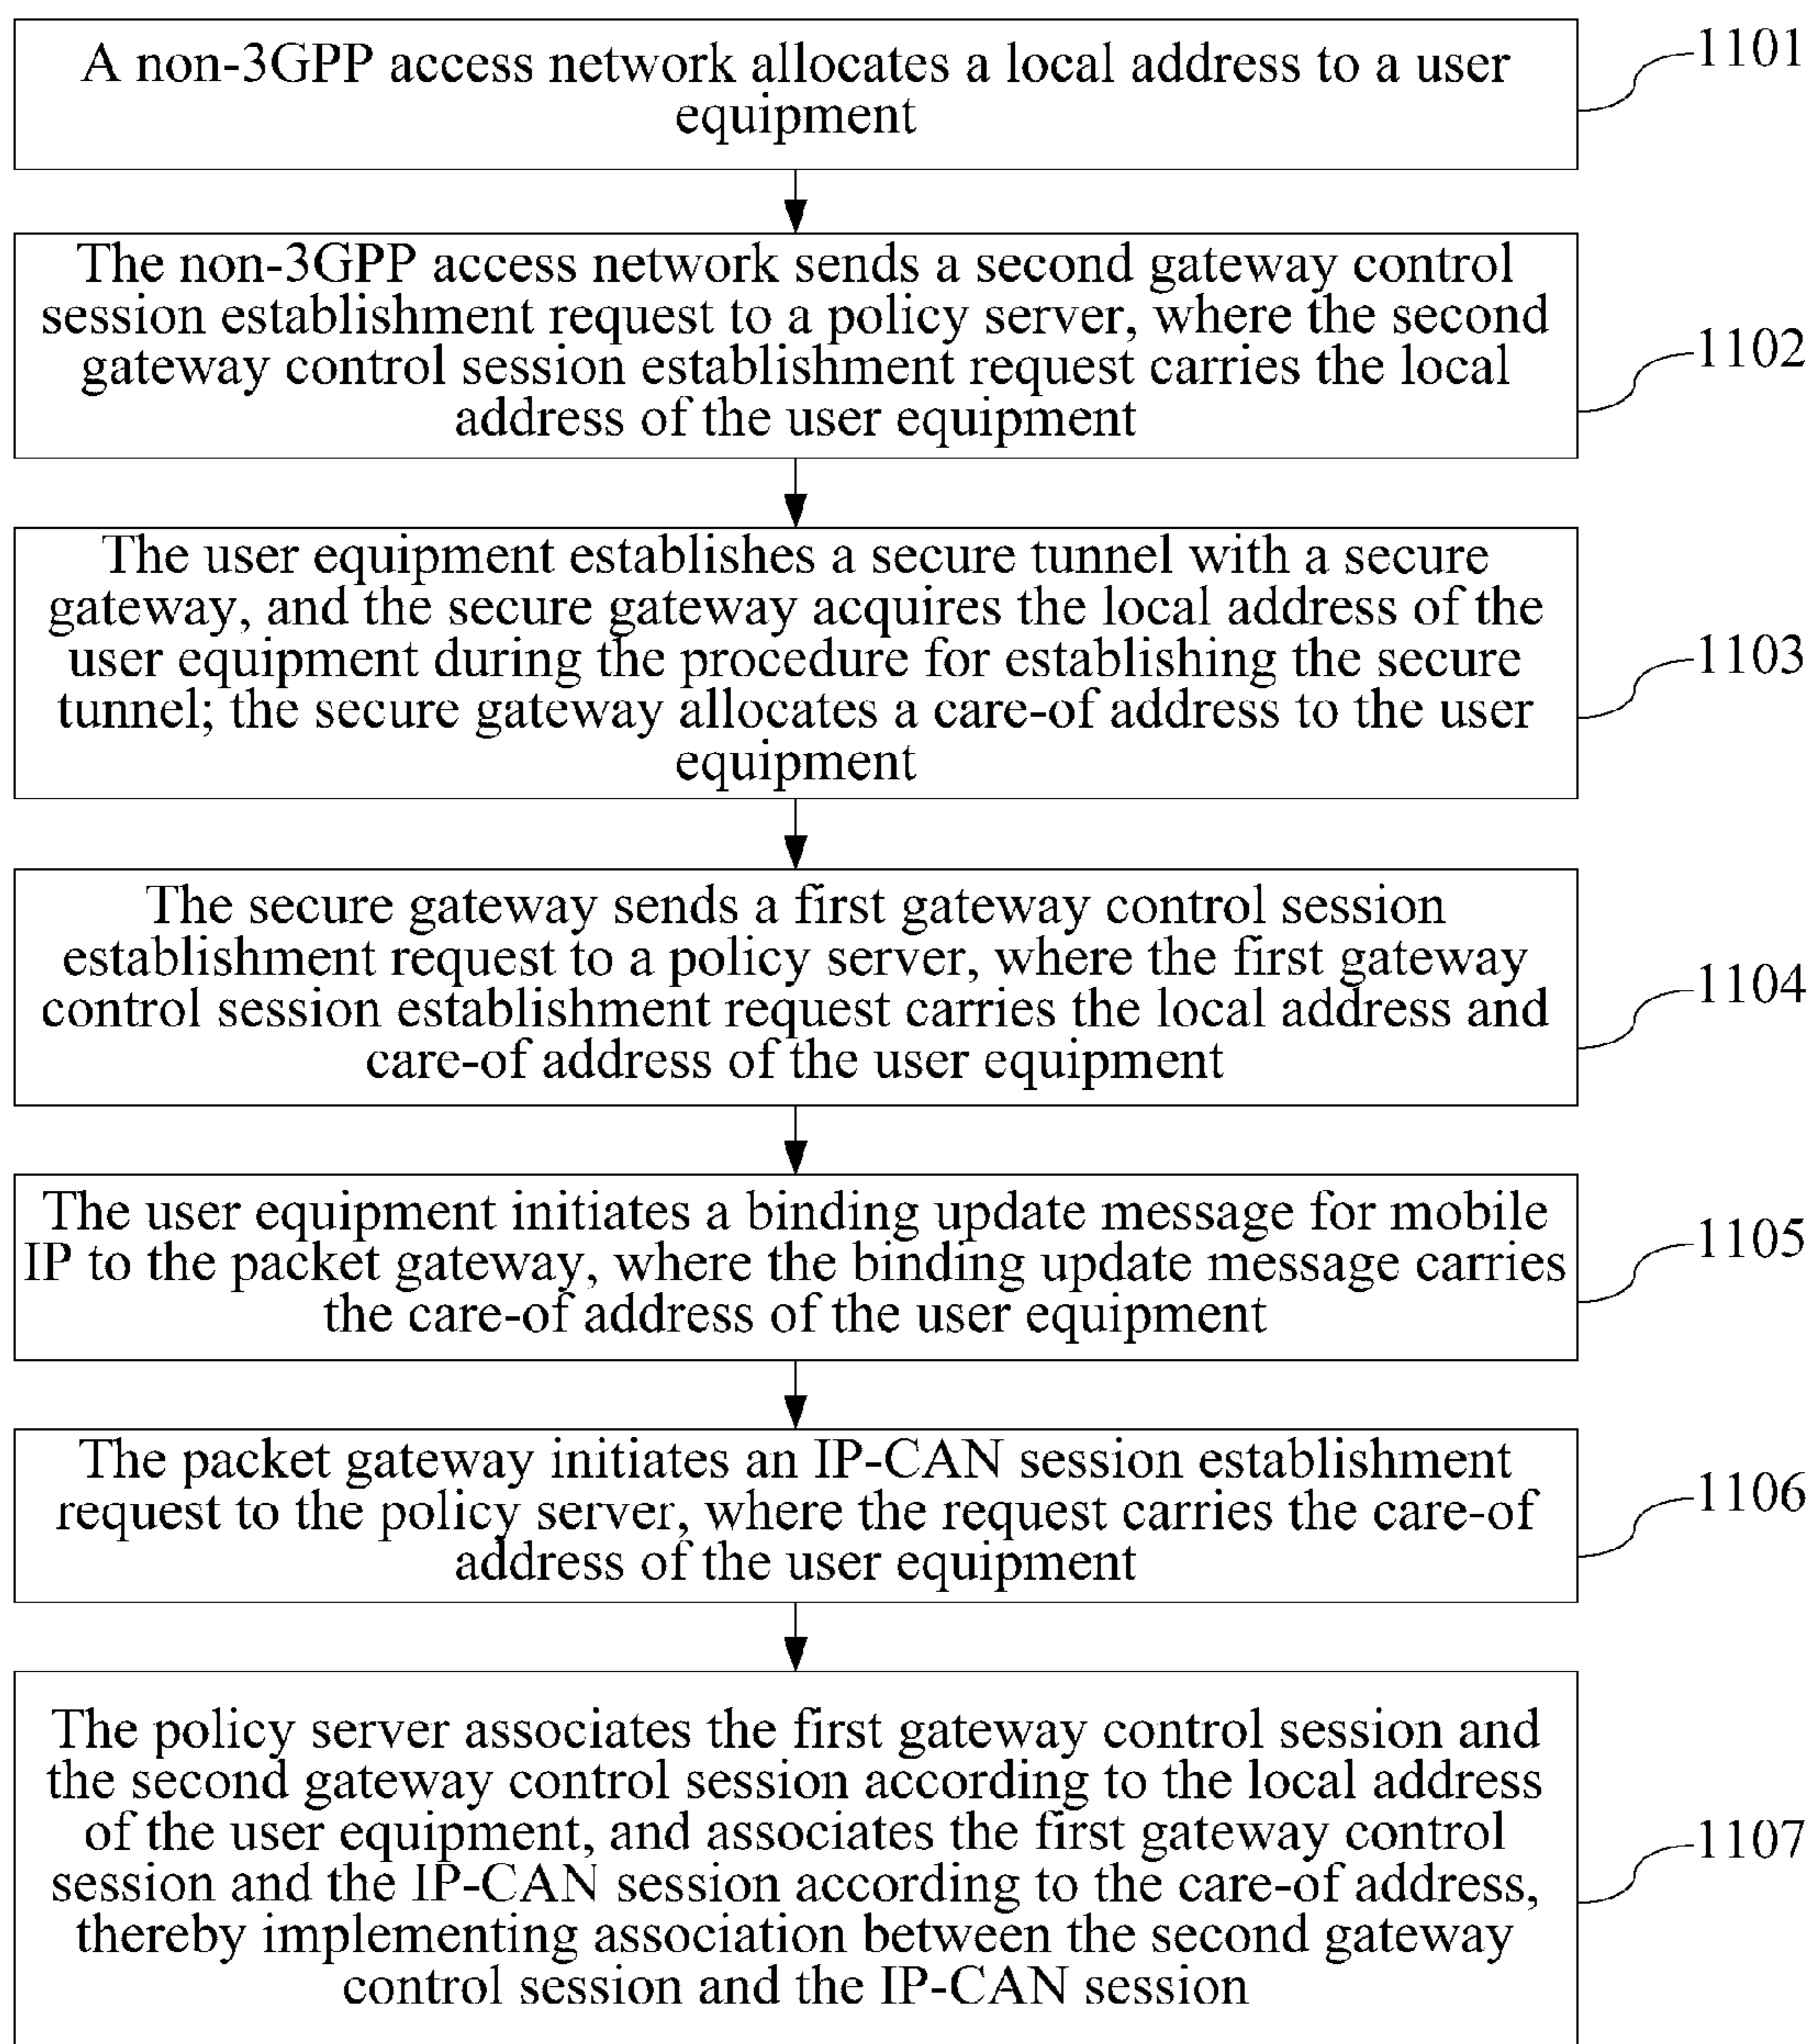 A non-3GPP access network allocates a local address to a user
equipment
1101
The non-3GPP access network sends a second gateway control
session establishment request to a policy server, where the second
gateway control session establishment request carries the local
address of the user equipment
1102
The user equipment establishes a secure tunnel with a secure
gateway, and the secure gateway acquires the local address of the
user equipment during the procedure for establishing the secure
tunnel; the secure gateway allocates a care-of address to the user
equipment
1103
The secure gateway sends a first gateway control session
establishment request to a policy server, where the first gateway
control session establishment request carries the local address and
care-of address of the user equipment
1104
The user equipment initiates a binding update message for mobile
IP to the packet gateway, where the binding update message carries
the care-of address of the user equipment
1105
The packet gateway initiates an IP-CAN session establishment
request to the policy server, where the request carries the care-of
address of the user equipment
1106
The policy server associates the first gateway control session and
the second gateway control session according to the local address
of the user equipment, and associates the first gateway control
session and the IP-CAN session according to the care-of address,
thereby implementing association between the second gateway
control session and the IP-CAN session
1107